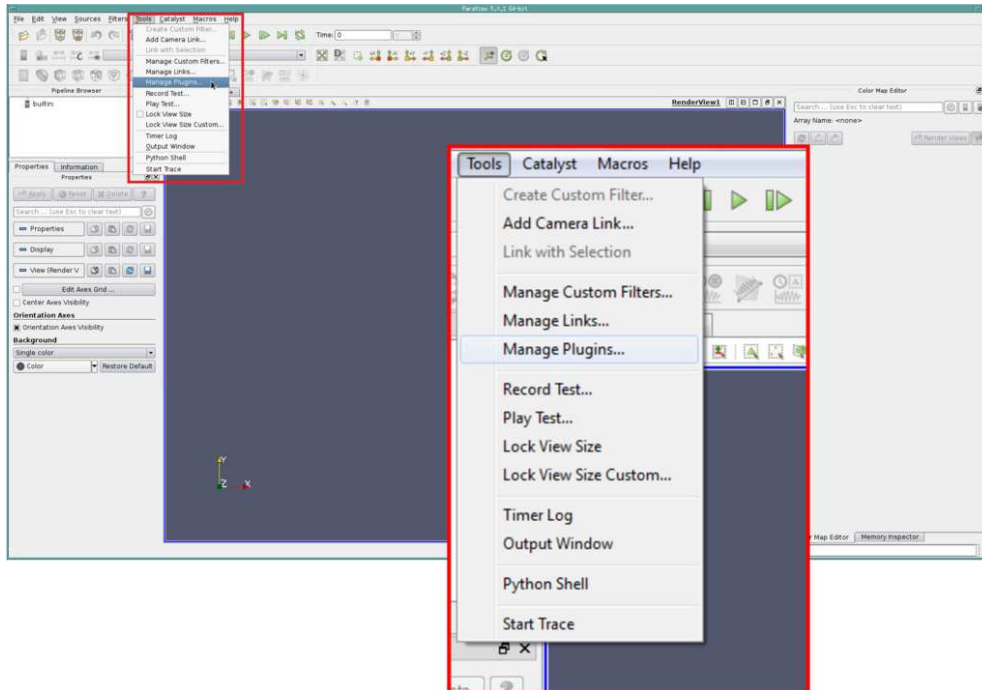 ParaView 5.4.1 64-bit
File Edit View Sources Filters Tools Catalyst Macros Help
Create Custom Filter...
Add Camera Link...
Link with Selection
Manage Custom Filters...
Manage Links...
Manage Plugins...
Record Test...
Play Test...
Lock View Size
Lock View Size Custom...
Timer Log
Output Window
Python Shell
Start Trace
Time: 0
Pipeline Browser
builtin:
Properties Information
Properties
Apply Reset Delete ?
Search ... (use Esc to clear text)
Properties
Display
View (Render V
Edit Axes Grid ...
Center Axes Visibility
Orientation Axes
Orientation Axes Visibility
Background
Single color
Color Restore Default
RenderView1
Y
Z X
Color Map Editor
Search ... (use Esc to clear text)
Array Name: <none>
Render Views
Map Editor Memory Inspector
Tools Catalyst Macros Help
Create Custom Filter...
Add Camera Link...
Link with Selection
Manage Custom Filters...
Manage Links...
Manage Plugins...
Record Test...
Play Test...
Lock View Size
Lock View Size Custom...
Timer Log
Output Window
Python Shell
Start Trace